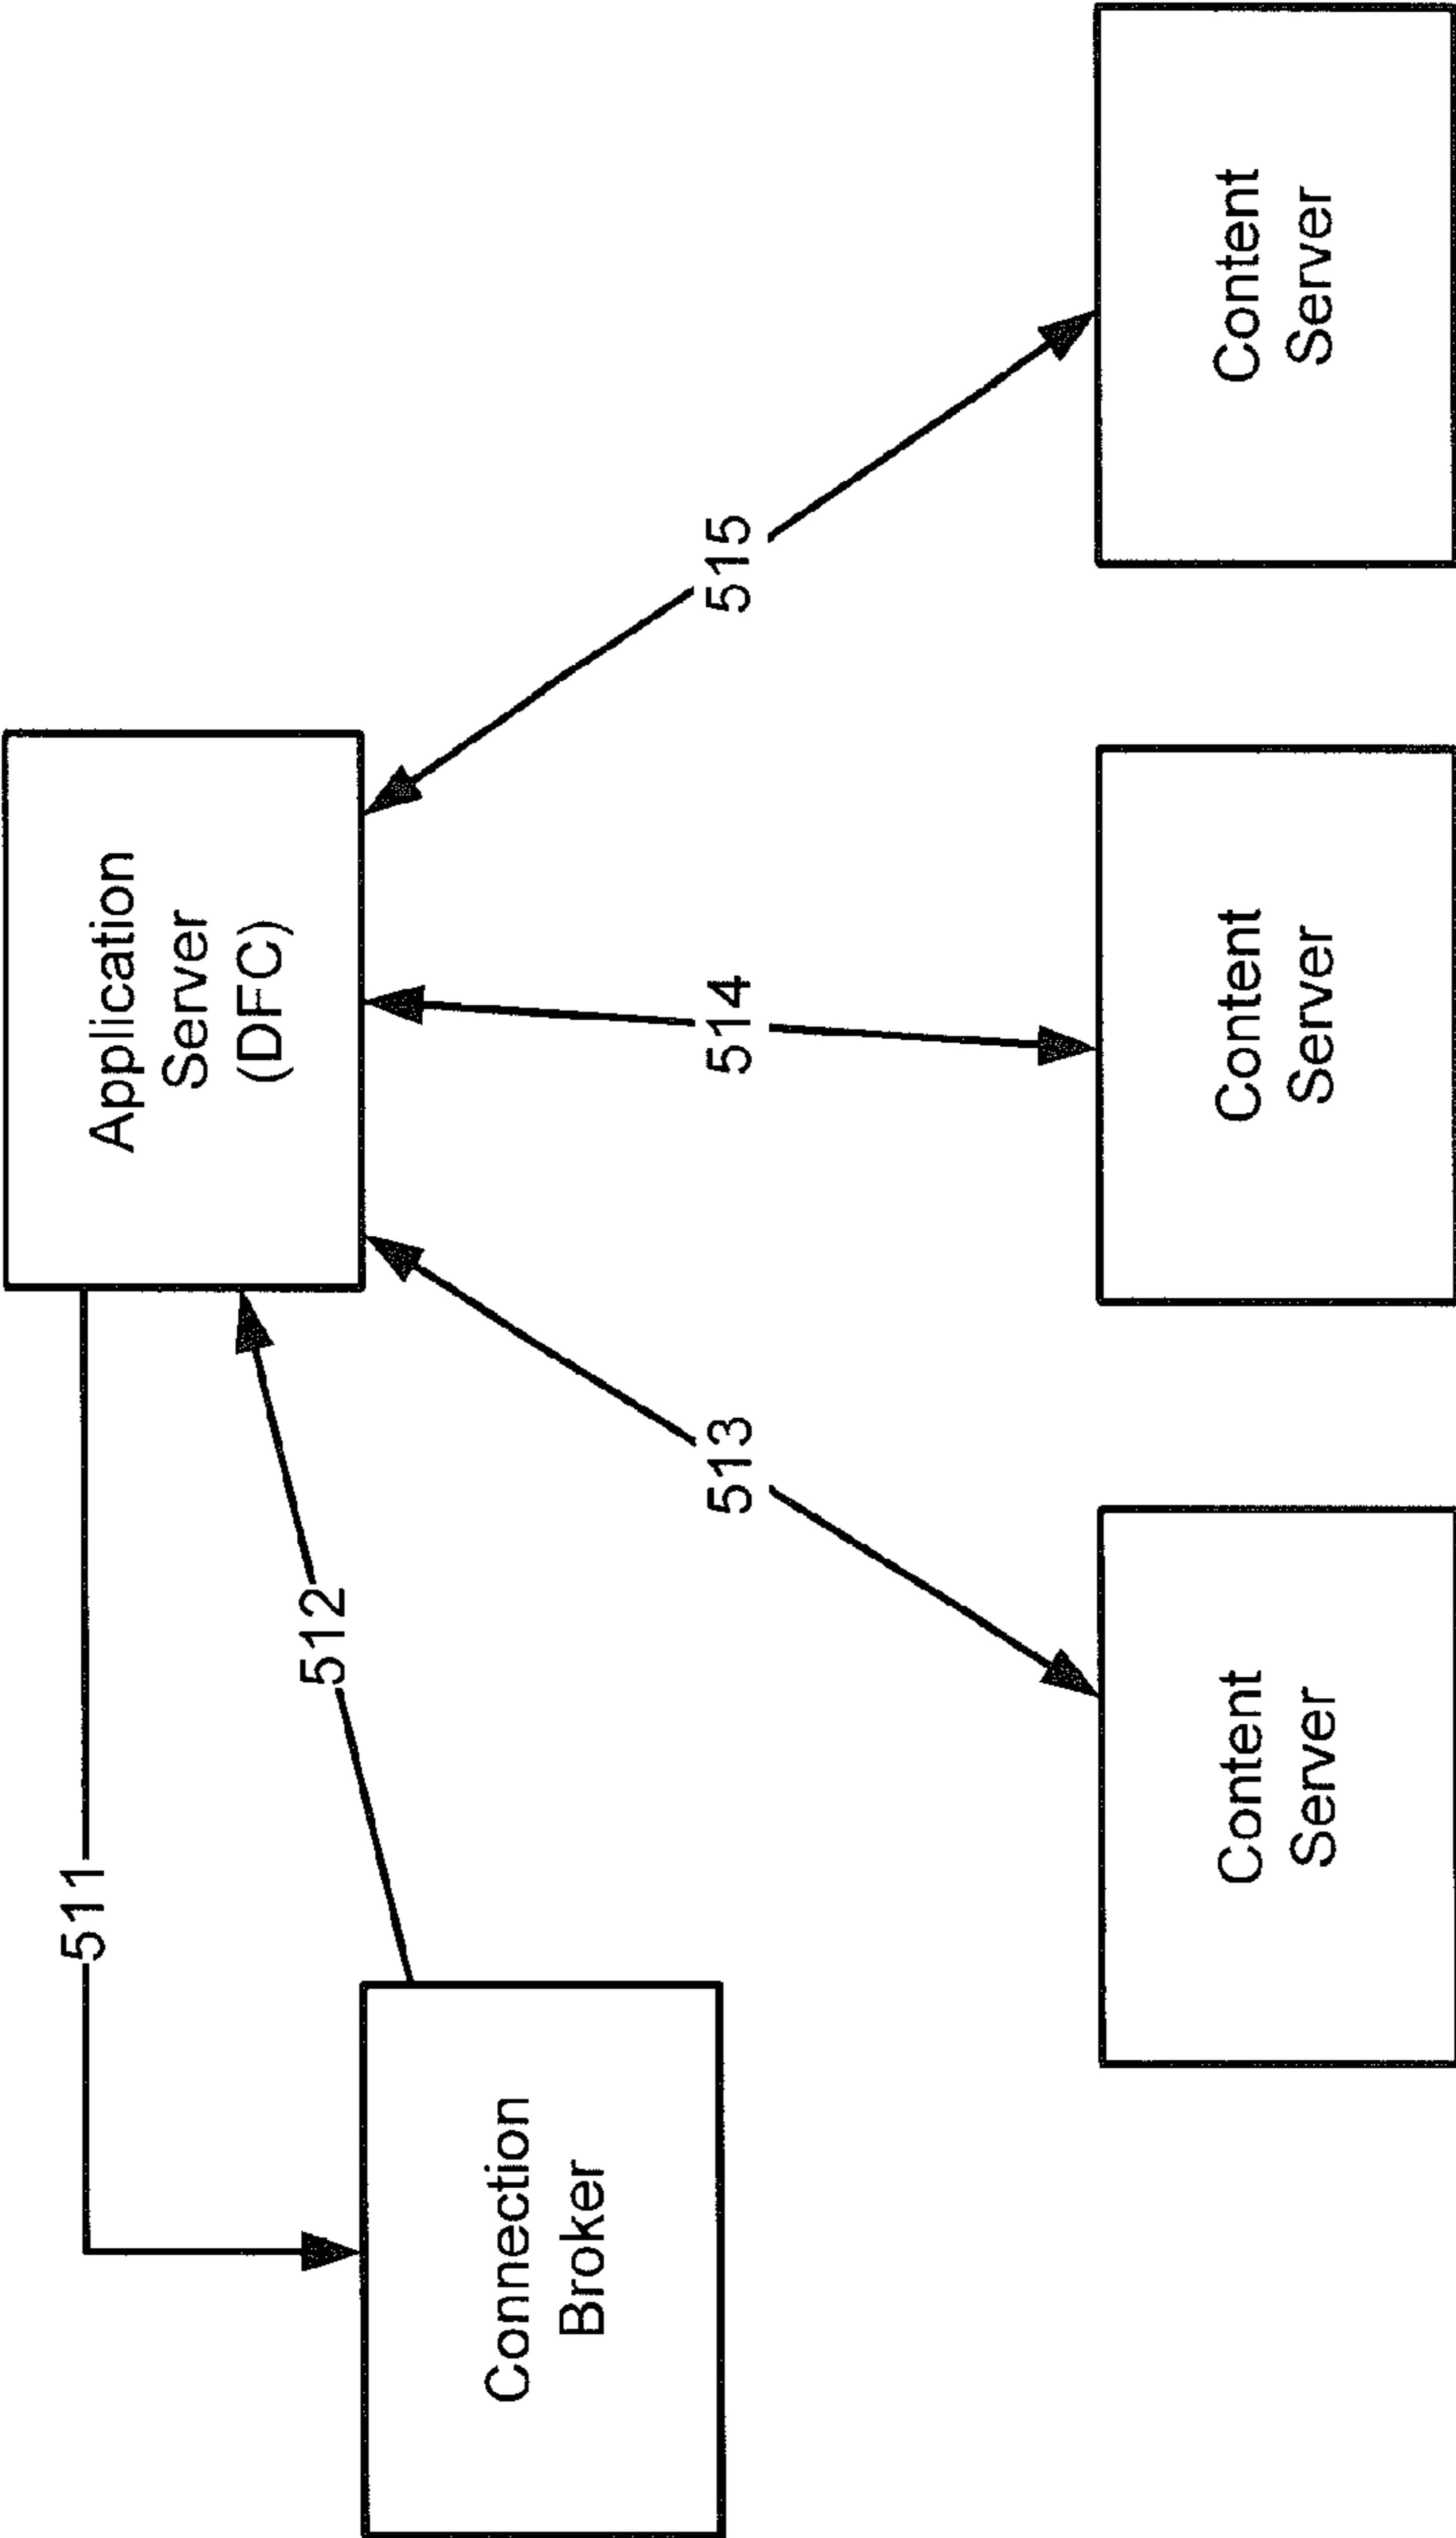 Application
Server
(DFC)
511
512
Connection
Broker
513
514
515
Content
Server
Content
Server
Content
Server